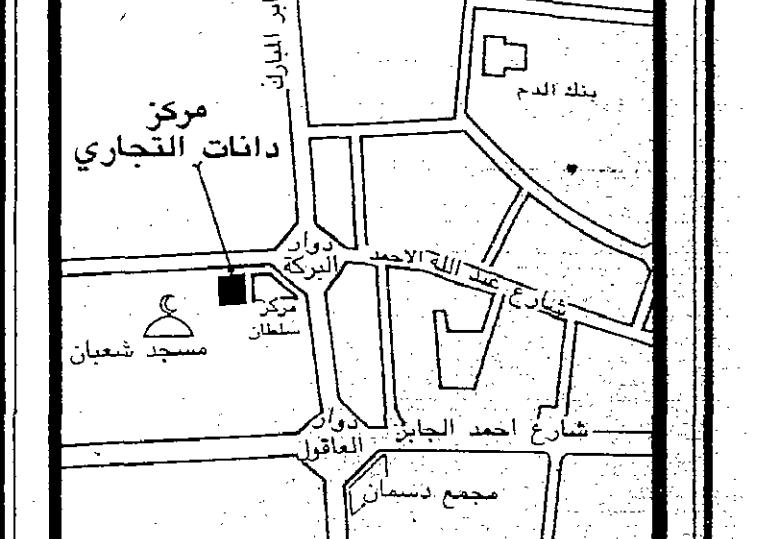 المبارك
بنك الدم
مركز
دانات التجاري
دوار
البركة
شارع عبد الله الاحمد
مركز
سلطان
مسجد شعبان
دوار
العاقول
شارع احمد الجابر
مجمع دسمان